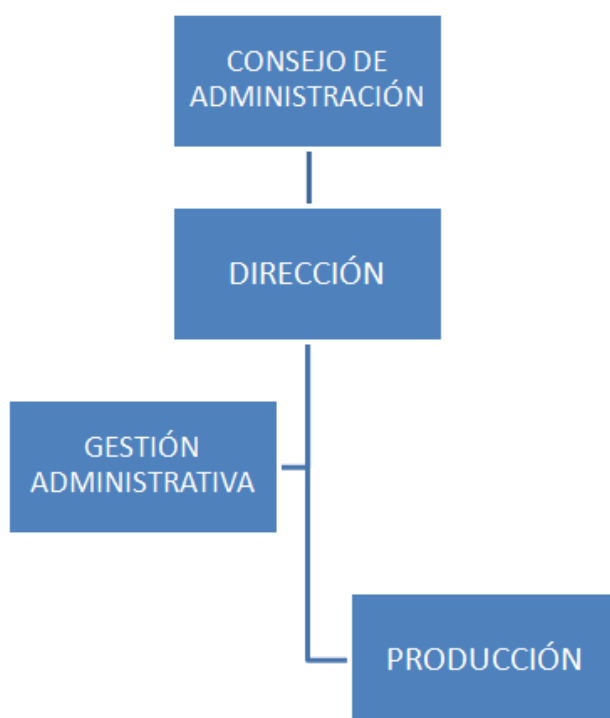 CONSEJO DE
ADMINISTRACIÓN
DIRECCIÓN
GESTIÓN
ADMINISTRATIVA
PRODUCCIÓN